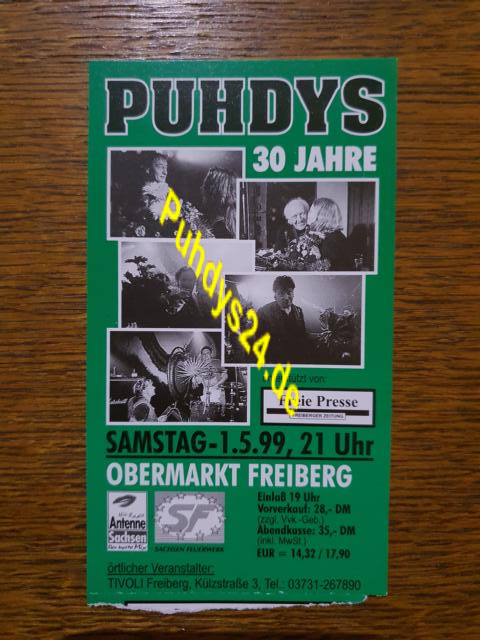 PUHDYS
30 JAHRE
Puhdys24.de
von:
Freie Presse
FREIBERGER ZEITUNG
SAMSTAG-1.5.99, 21 Uhr
OBERMARKT FREIBERG
Einlaß 19 Uhr
Vorverkauf: 28,- DM
(zzgl. Vvk.-Geb.)
Abendkasse: 35,- DM
(inkl. MwSt.)
EUR = 14,32 / 17,90
Antenne
Sachsen
SF
SACHSEN FEUERWERK
örtlicher Veranstalter:
TIVOLI Freiberg, Külzstraße 3, Tel.: 03731-267890